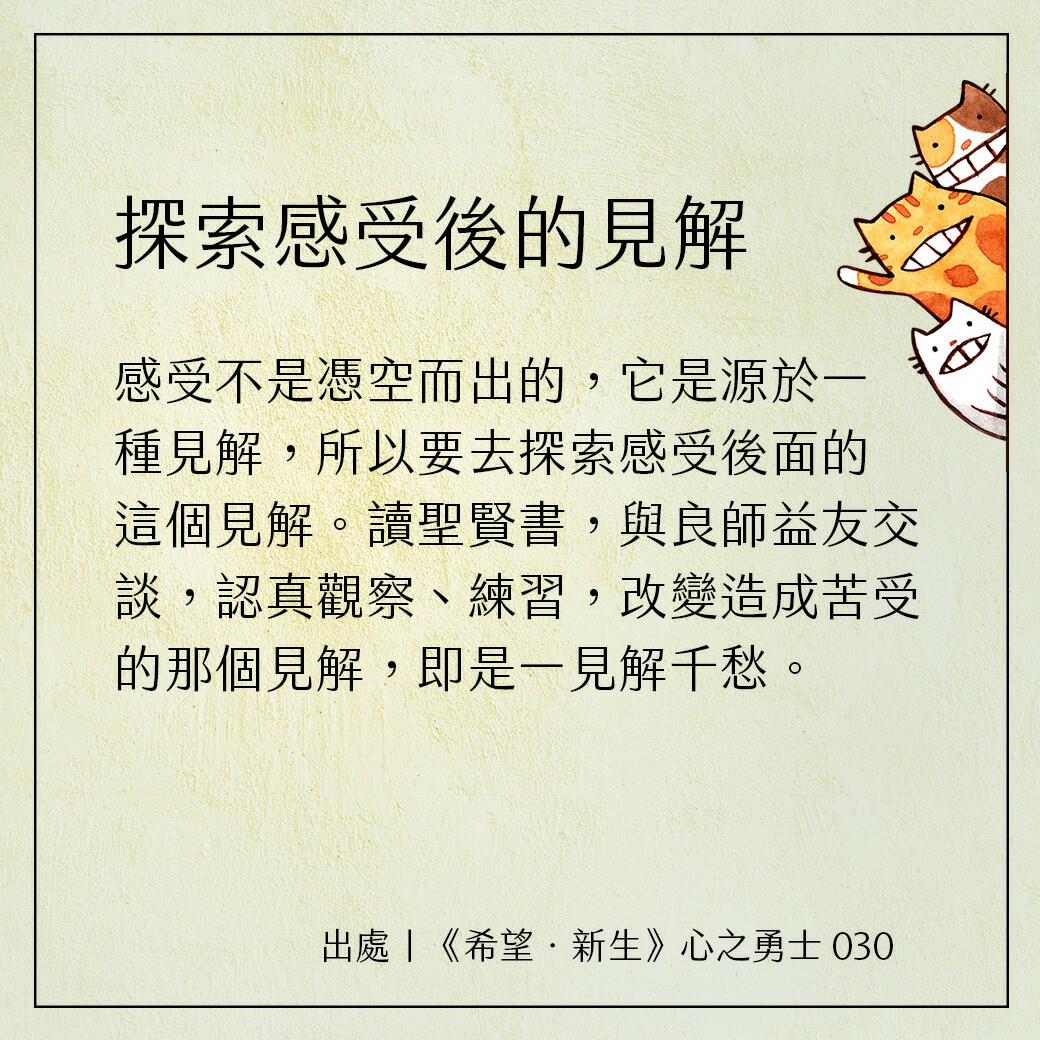 探索感受後的見解
感受不是憑空而出的，它是源於一
種見解，所以要去探索感受後面的
這個見解。讀聖賢書，與良師益友交
談，認真觀察、練習，改變造成苦受
的那個見解，即是一見解千愁。
出處｜《希望．新生》心之勇士 030